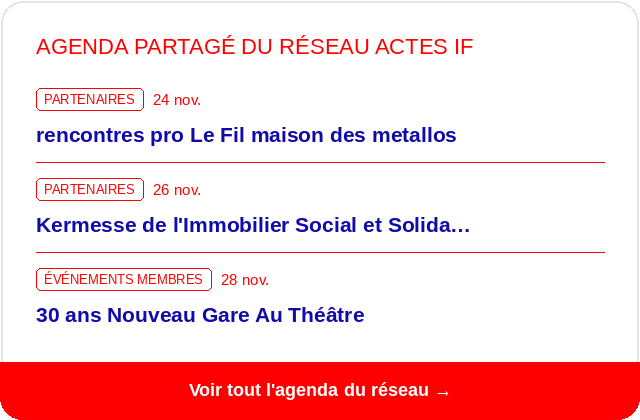 AGENDA PARTAGÉ DU RÉSEAU ACTES IF
PARTENAIRES 24 nov.
rencontres pro Le Fil maison des metallos
PARTENAIRES 26 nov.
Kermesse de l'Immobilier Social et Solida…
ÉVÉNEMENTS MEMBRES 28 nov.
30 ans Nouveau Gare Au Théâtre
Voir tout l'agenda du réseau →